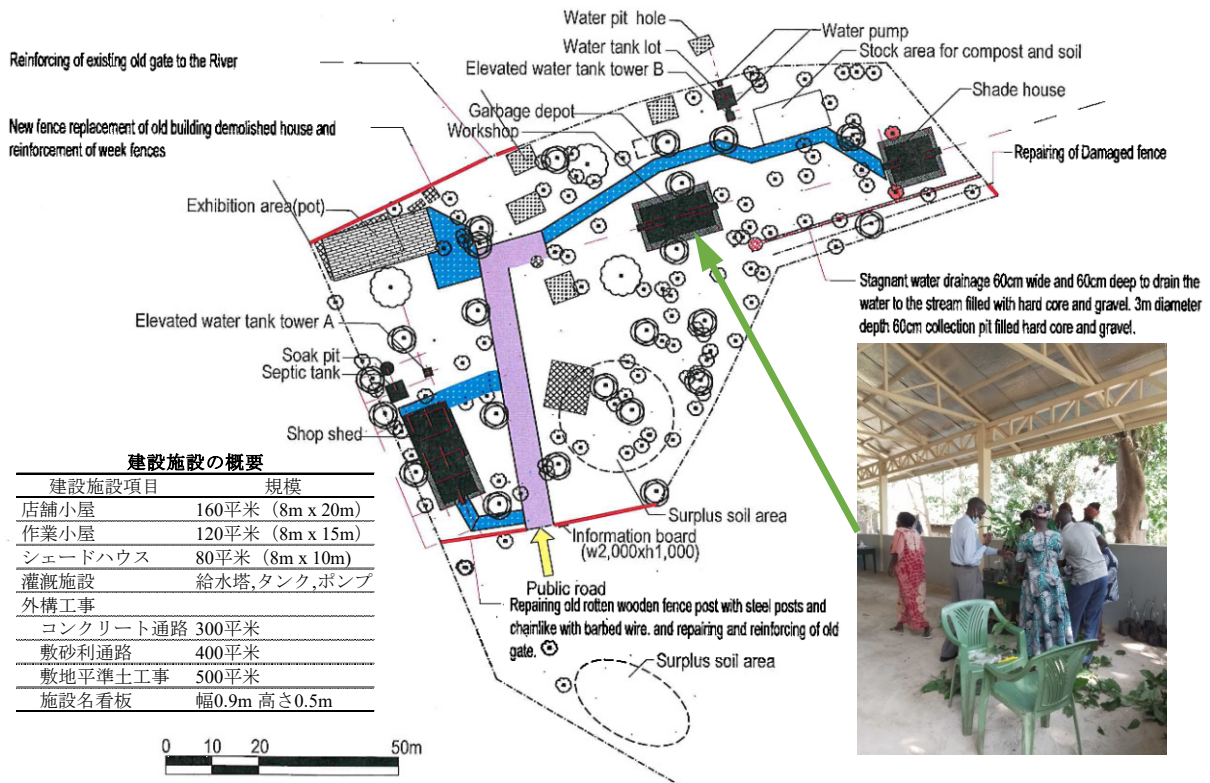 Water pit hole
Water tank lot
Elevated water tank tower B
Water pump
Stock area for compost and soil
Garbage depot
Workshop
Shade house
Reinforcing of existing old gate to the River
New fence replacement of old building demolished house and
reinforcement of week fences
Repairing of Damaged fence
Exhibition area(pot)
Stagnant water drainage 60cm wide and 60cm deep to drain the
water to the stream filled with hard core and gravel. 3m diameter
depth 60cm collection pit filled hard core and gravel.
Elevated water tank tower A
Soak pit
Septic tank
Shop shed
Surplus soil area
Information board
(w2,000xh1,000)
Public road
Repairing old rotten wooden fence post with steel posts and
chainlike with barbed wire. and repairing and reinforcing of old
gate.
Surplus soil area
建設施設の概要
建設施設項目 規模
店舗小屋 160平米（8m x 20m）
作業小屋 120平米（8m x 15m）
シェードハウス 80平米（8m x 10m)
灌漑施設 給水塔,タンク,ポンプ
外構工事
コンクリート通路 300平米
敷砂利通路 400平米
敷地平準土工事 500平米
施設名看板 幅0.9m 高さ0.5m
0 10 20 50m